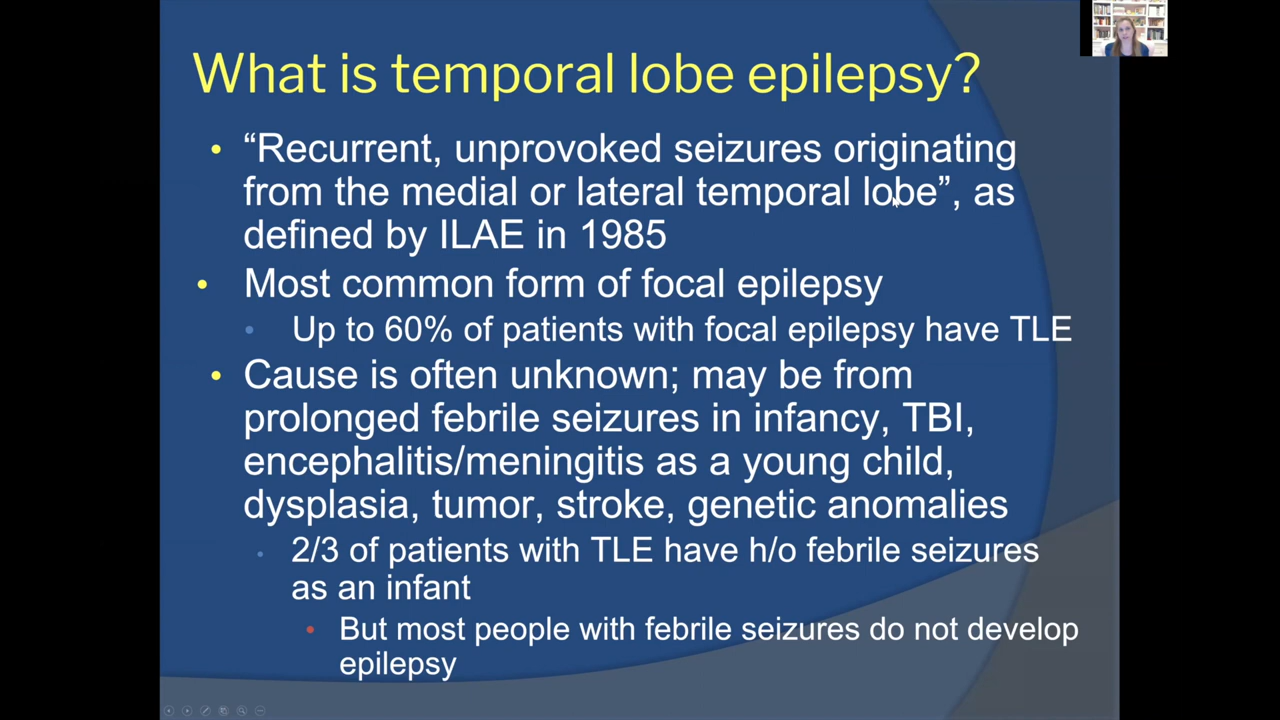 What is temporal lobe epilepsy?
“Recurrent, unprovoked seizures originating
from the medial or lateral temporal lobe”, as
defined by ILAE in 1985
Most common form of focal epilepsy
Up to 60% of patients with focal epilepsy have TLE
Cause is often unknown; may be from
prolonged febrile seizures in infancy, TBI,
encephalitis/meningitis as a young child,
dysplasia, tumor, stroke, genetic anomalies
2/3 of patients with TLE have h/o febrile seizures
as an infant
But most people with febrile seizures do not develop
epilepsy